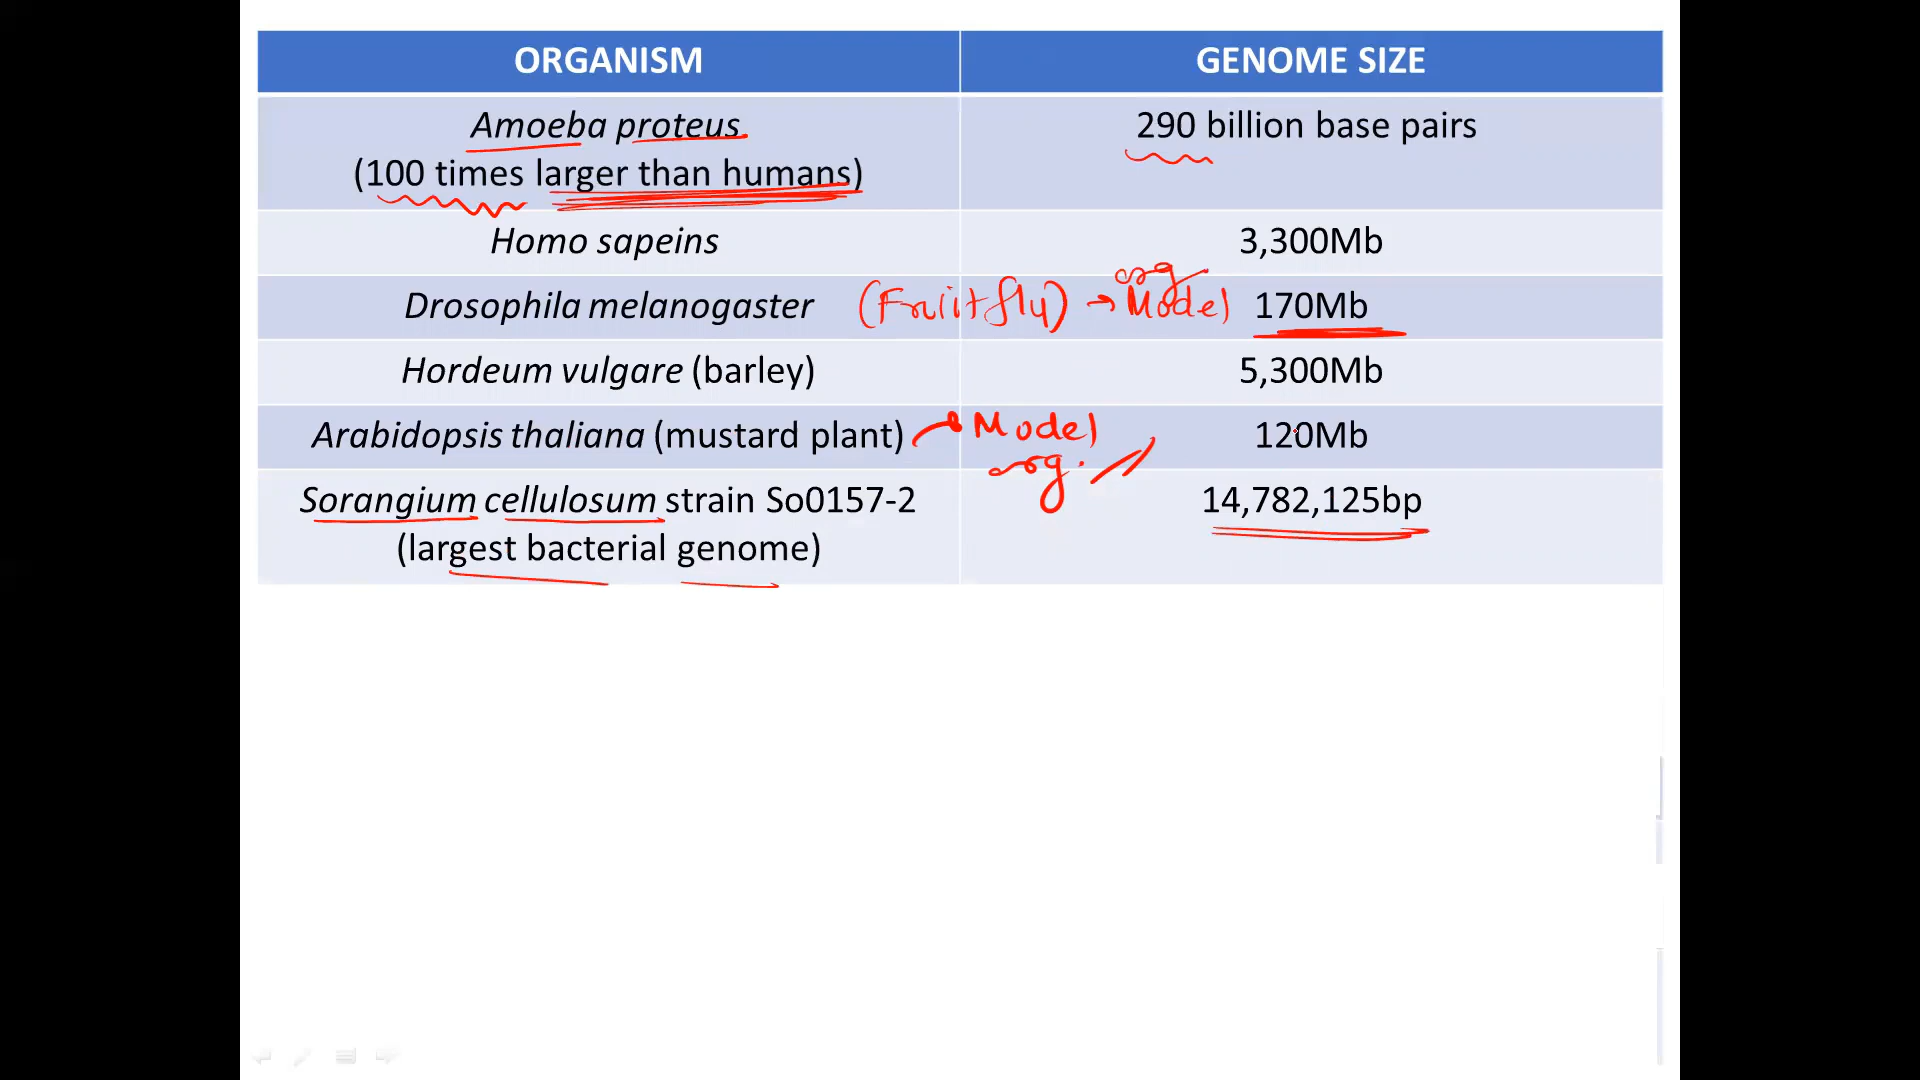 ORGANISM GENOME SIZE
Amoeba proteus 290 billion base pairs
(100 times larger than humans)
Homo sapeins 3,300Mb
Drosophila melanogaster (Fruitfly) → Model org 170Mb
Hordeum vulgare (barley) 5,300Mb
Arabidopsis thaliana (mustard plant) → Model 120Mb
org.
Sorangium cellulosum strain So0157-2 14,782,125bp
(largest bacterial genome)